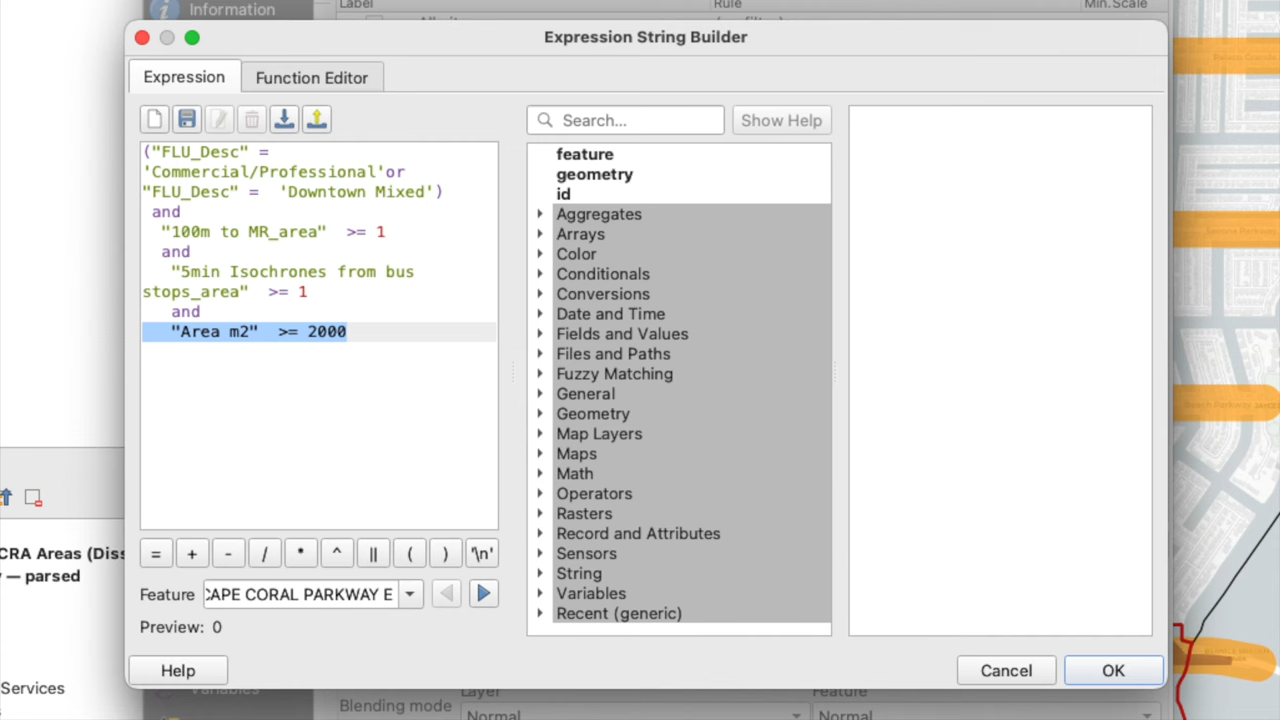 Label
Rule
Min. Scale
Information
Expression String Builder
Expression
Function Editor
Search...
Show Help
("FLU_Desc" =
'Commercial/Professional'or
"FLU_Desc" =  'Downtown Mixed')
and
"100m to MR_area"  >= 1
and
"5min Isochrones from bus
stops_area"  >= 1
and
"Area m2"  >= 2000
feature
geometry
id
Aggregates
Arrays
Color
Conditionals
Conversions
Date and Time
Fields and Values
Files and Paths
Fuzzy Matching
General
Geometry
Map Layers
Maps
Math
Operators
Rasters
Record and Attributes
Sensors
String
Variables
Recent (generic)
= + - / * ^ || ( ) '\n'
Feature
CAPE CORAL PARKWAY E
Preview: 0
Help
Cancel
OK
CRA Areas (Diss
— parsed
Services
Variables
Blending mode
Layer
Normal
Feature
Normal